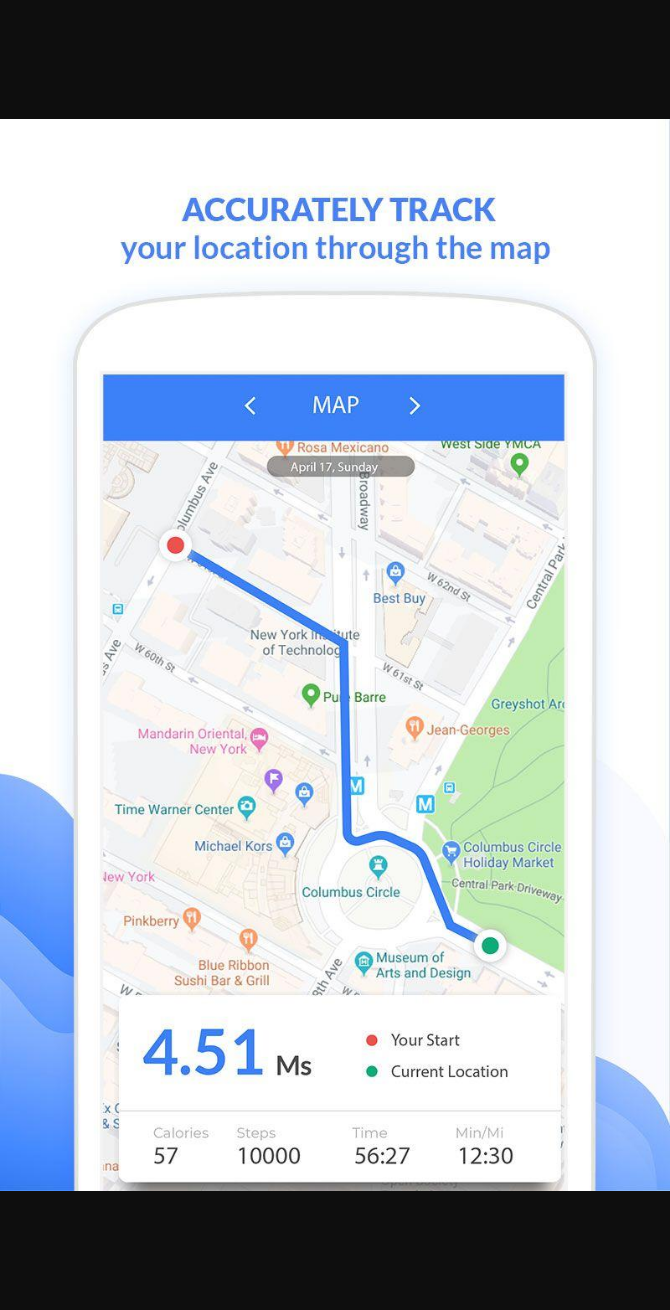 ACCURATELY TRACK
your location through the map
MAP
Rosa Mexicano
West Side YMCA
April 17, Sunday
Broadway
Best Buy
W 62nd St
Central Park
New York Institute
of Technology
W 60th St
W 61st St
Pure Barre
Greyshot Arc
Mandarin Oriental,
New York
Jean-Georges
M
M
Time Warner Center
Michael Kors
Columbus Circle
Holiday Market
New York
Columbus Circle
Central Park Driveway
Pinkberry
Blue Ribbon
Sushi Bar & Grill
8th Ave
Museum of
Arts and Design
4.51 Ms
Your Start
Current Location
Calories Steps Time Min/Mi
57 10000 56:27 12:30